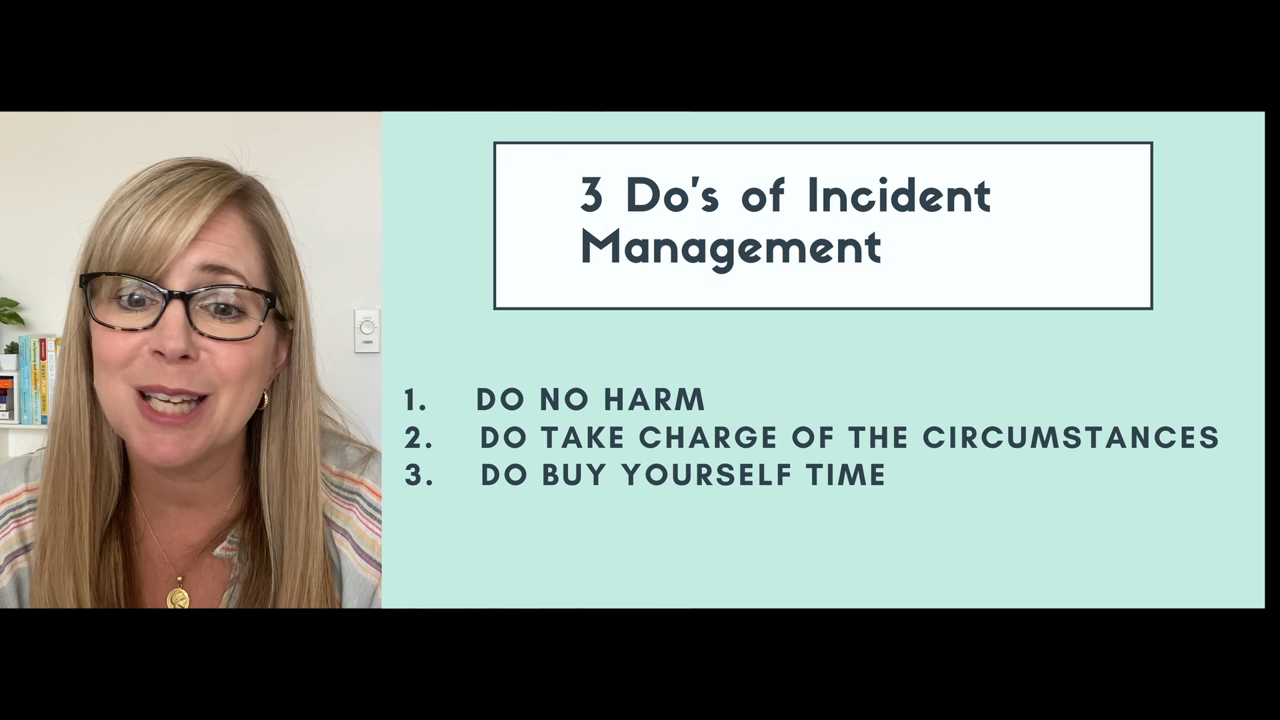 3 Do's of Incident
Management
1. DO NO HARM
2. DO TAKE CHARGE OF THE CIRCUMSTANCES
3. DO BUY YOURSELF TIME